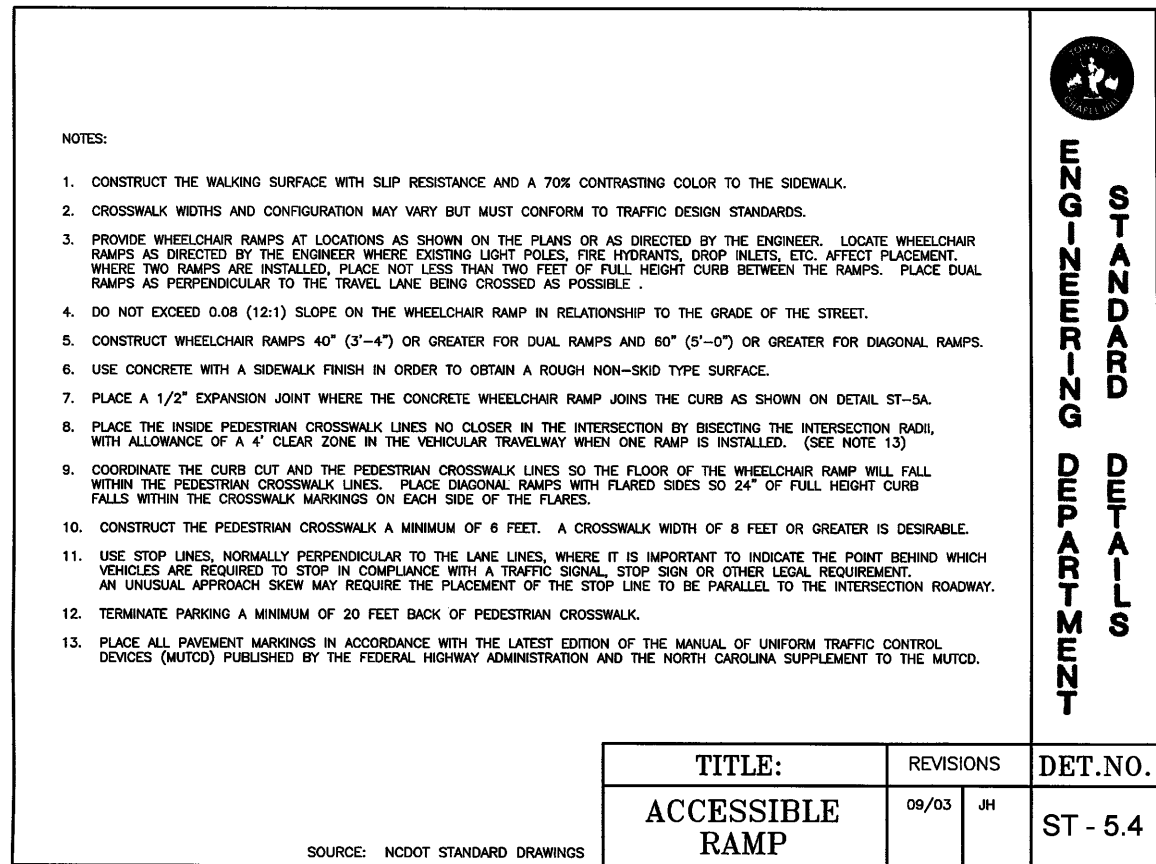 NOTES:
1. CONSTRUCT THE WALKING SURFACE WITH SLIP RESISTANCE AND A 70% CONTRASTING COLOR TO THE SIDEWALK.
2. CROSSWALK WIDTHS AND CONFIGURATION MAY VARY BUT MUST CONFORM TO TRAFFIC DESIGN STANDARDS.
3. PROVIDE WHEELCHAIR RAMPS AT LOCATIONS AS SHOWN ON THE PLANS OR AS DIRECTED BY THE ENGINEER. LOCATE WHEELCHAIR
RAMPS AS DIRECTED BY THE ENGINEER WHERE EXISTING LIGHT POLES, FIRE HYDRANTS, DROP INLETS, ETC. AFFECT PLACEMENT.
WHERE TWO RAMPS ARE INSTALLED, PLACE NOT LESS THAN TWO FEET OF FULL HEIGHT CURB BETWEEN THE RAMPS. PLACE DUAL
RAMPS AS PERPENDICULAR TO THE TRAVEL LANE BEING CROSSED AS POSSIBLE .
4. DO NOT EXCEED 0.08 (12:1) SLOPE ON THE WHEELCHAIR RAMP IN RELATIONSHIP TO THE GRADE OF THE STREET.
5. CONSTRUCT WHEELCHAIR RAMPS 40" (3'-4") OR GREATER FOR DUAL RAMPS AND 60" (5'-0") OR GREATER FOR DIAGONAL RAMPS.
6. USE CONCRETE WITH A SIDEWALK FINISH IN ORDER TO OBTAIN A ROUGH NON-SKID TYPE SURFACE.
7. PLACE A 1/2" EXPANSION JOINT WHERE THE CONCRETE WHEELCHAIR RAMP JOINS THE CURB AS SHOWN ON DETAIL ST-5A.
8. PLACE THE INSIDE PEDESTRIAN CROSSWALK LINES NO CLOSER IN THE INTERSECTION BY BISECTING THE INTERSECTION RADII,
WITH ALLOWANCE OF A 4' CLEAR ZONE IN THE VEHICULAR TRAVELWAY WHEN ONE RAMP IS INSTALLED. (SEE NOTE 13)
9. COORDINATE THE CURB CUT AND THE PEDESTRIAN CROSSWALK LINES SO THE FLOOR OF THE WHEELCHAIR RAMP WILL FALL
WITHIN THE PEDESTRIAN CROSSWALK LINES. PLACE DIAGONAL RAMPS WITH FLARED SIDES SO 24" OF FULL HEIGHT CURB
FALLS WITHIN THE CROSSWALK MARKINGS ON EACH SIDE OF THE FLARES.
10. CONSTRUCT THE PEDESTRIAN CROSSWALK A MINIMUM OF 6 FEET. A CROSSWALK WIDTH OF 8 FEET OR GREATER IS DESIRABLE.
11. USE STOP LINES, NORMALLY PERPENDICULAR TO THE LANE LINES, WHERE IT IS IMPORTANT TO INDICATE THE POINT BEHIND WHICH
VEHICLES ARE REQUIRED TO STOP IN COMPLIANCE WITH A TRAFFIC SIGNAL, STOP SIGN OR OTHER LEGAL REQUIREMENT.
AN UNUSUAL APPROACH SKEW MAY REQUIRE THE PLACEMENT OF THE STOP LINE TO BE PARALLEL TO THE INTERSECTION ROADWAY.
12. TERMINATE PARKING A MINIMUM OF 20 FEET BACK OF PEDESTRIAN CROSSWALK.
13. PLACE ALL PAVEMENT MARKINGS IN ACCORDANCE WITH THE LATEST EDITION OF THE MANUAL OF UNIFORM TRAFFIC CONTROL
DEVICES (MUTCD) PUBLISHED BY THE FEDERAL HIGHWAY ADMINISTRATION AND THE NORTH CAROLINA SUPPLEMENT TO THE MUTCD.
SOURCE: NCDOT STANDARD DRAWINGS
TOWN OF
CHAPEL HILL
STANDARD DETAILS
ENGINEERING DEPARTMENT
TITLE:
ACCESSIBLE
RAMP
REVISIONS
09/03 JH
DET.NO.
ST - 5.4